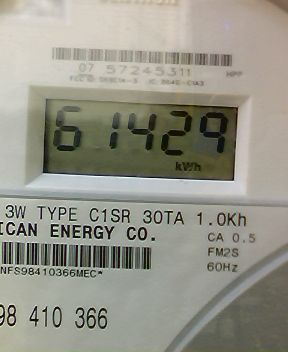 07 57245311 MPP
61429
kWh
3W TYPE C1SR 30TA 1.0Kh
ICAN ENERGY CO.
CA 0.5
FM2S
60Hz
NFS98410366MEC*
98 410 366